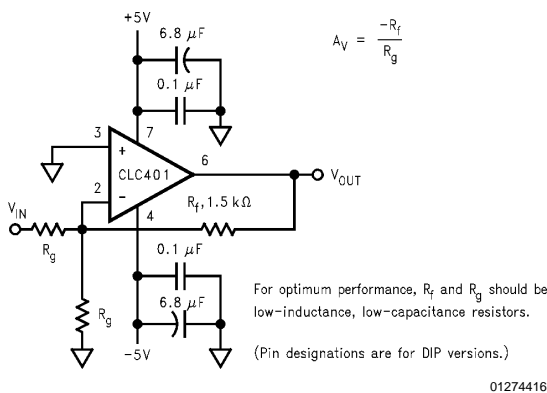 +5V
6.8 μF
0.1 μF
A_V = -R_f / R_g
3
7
+
CLC401
6
V_OUT
2
-
4
R_f, 1.5 kΩ
V_IN
R_g
0.1 μF
R_g
6.8 μF
-5V
For optimum performance, R_f and R_g should be
low-inductance, low-capacitance resistors.
(Pin designations are for DIP versions.)
01274416